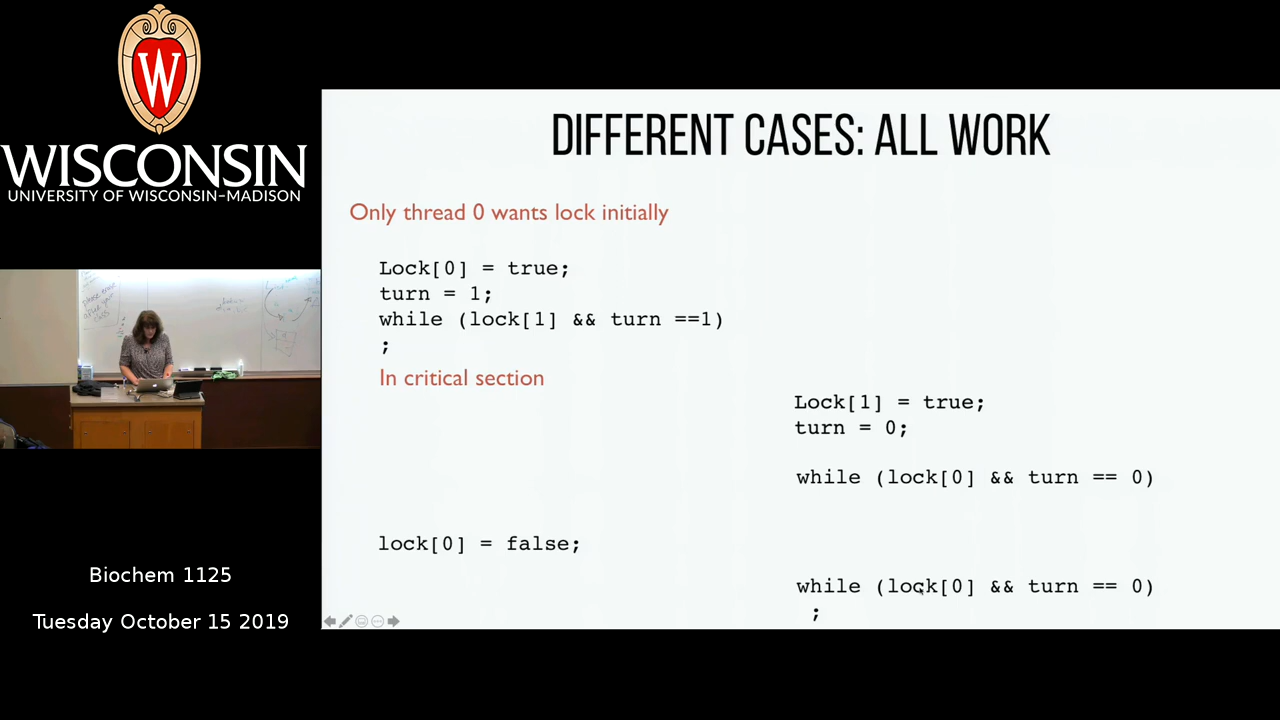 W
WISCONSIN
UNIVERSITY OF WISCONSIN–MADISON
please erase
Biochem 1125
Tuesday October 15 2019
DIFFERENT CASES: ALL WORK
Only thread 0 wants lock initially
Lock[0] = true;
turn = 1;
while (lock[1] && turn ==1)
;
In critical section
Lock[1] = true;
turn = 0;
while (lock[0] && turn == 0)
lock[0] = false;
while (lock[0] && turn == 0)
;